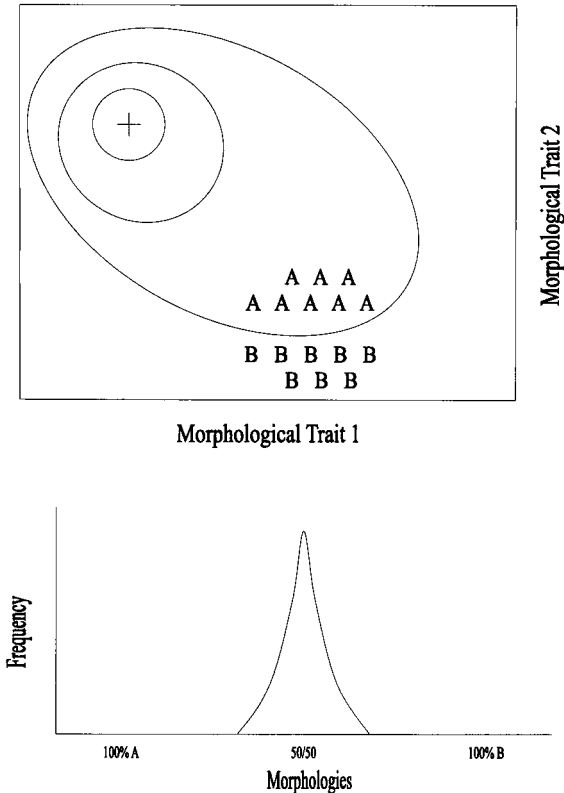 Morphological Trait 2
A A A
A A A A A
B B B B B
B B B
Morphological Trait 1
Frequency
100% A 50/50 100% B
Morphologies